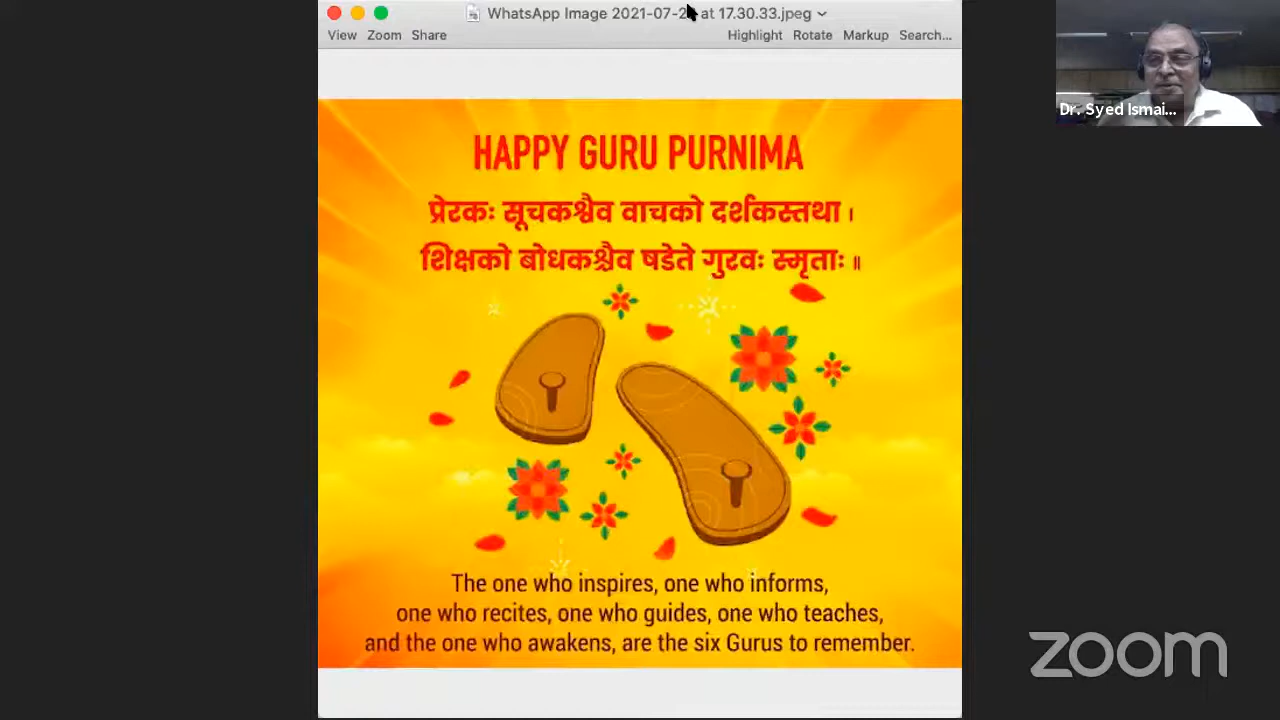 WhatsApp Image 2021-07-2 at 17.30.33.jpeg
View Zoom Share Highlight Rotate Markup Search...
Dr. Syed Ismai...
HAPPY GURU PURNIMA
प्रेरकः सूचकश्चैव वाचको दर्शकस्तथा ।
शिक्षको बोधकश्चैव षडेते गुरवः स्मृताः ॥
The one who inspires, one who informs,
one who recites, one who guides, one who teaches,
and the one who awakens, are the six Gurus to remember.
zoom